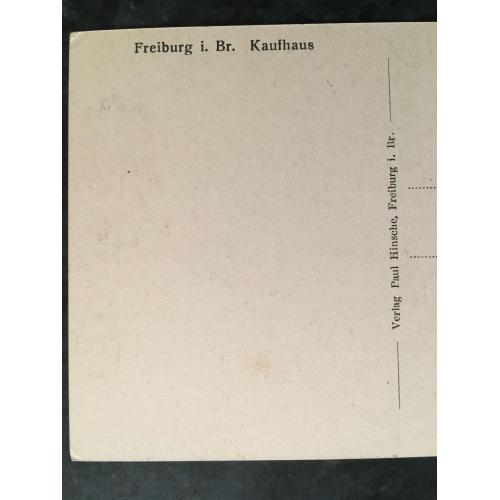 Freiburg i. Br. Kaufhaus
Verlag Paul Hinsche, Freiburg i. Br.